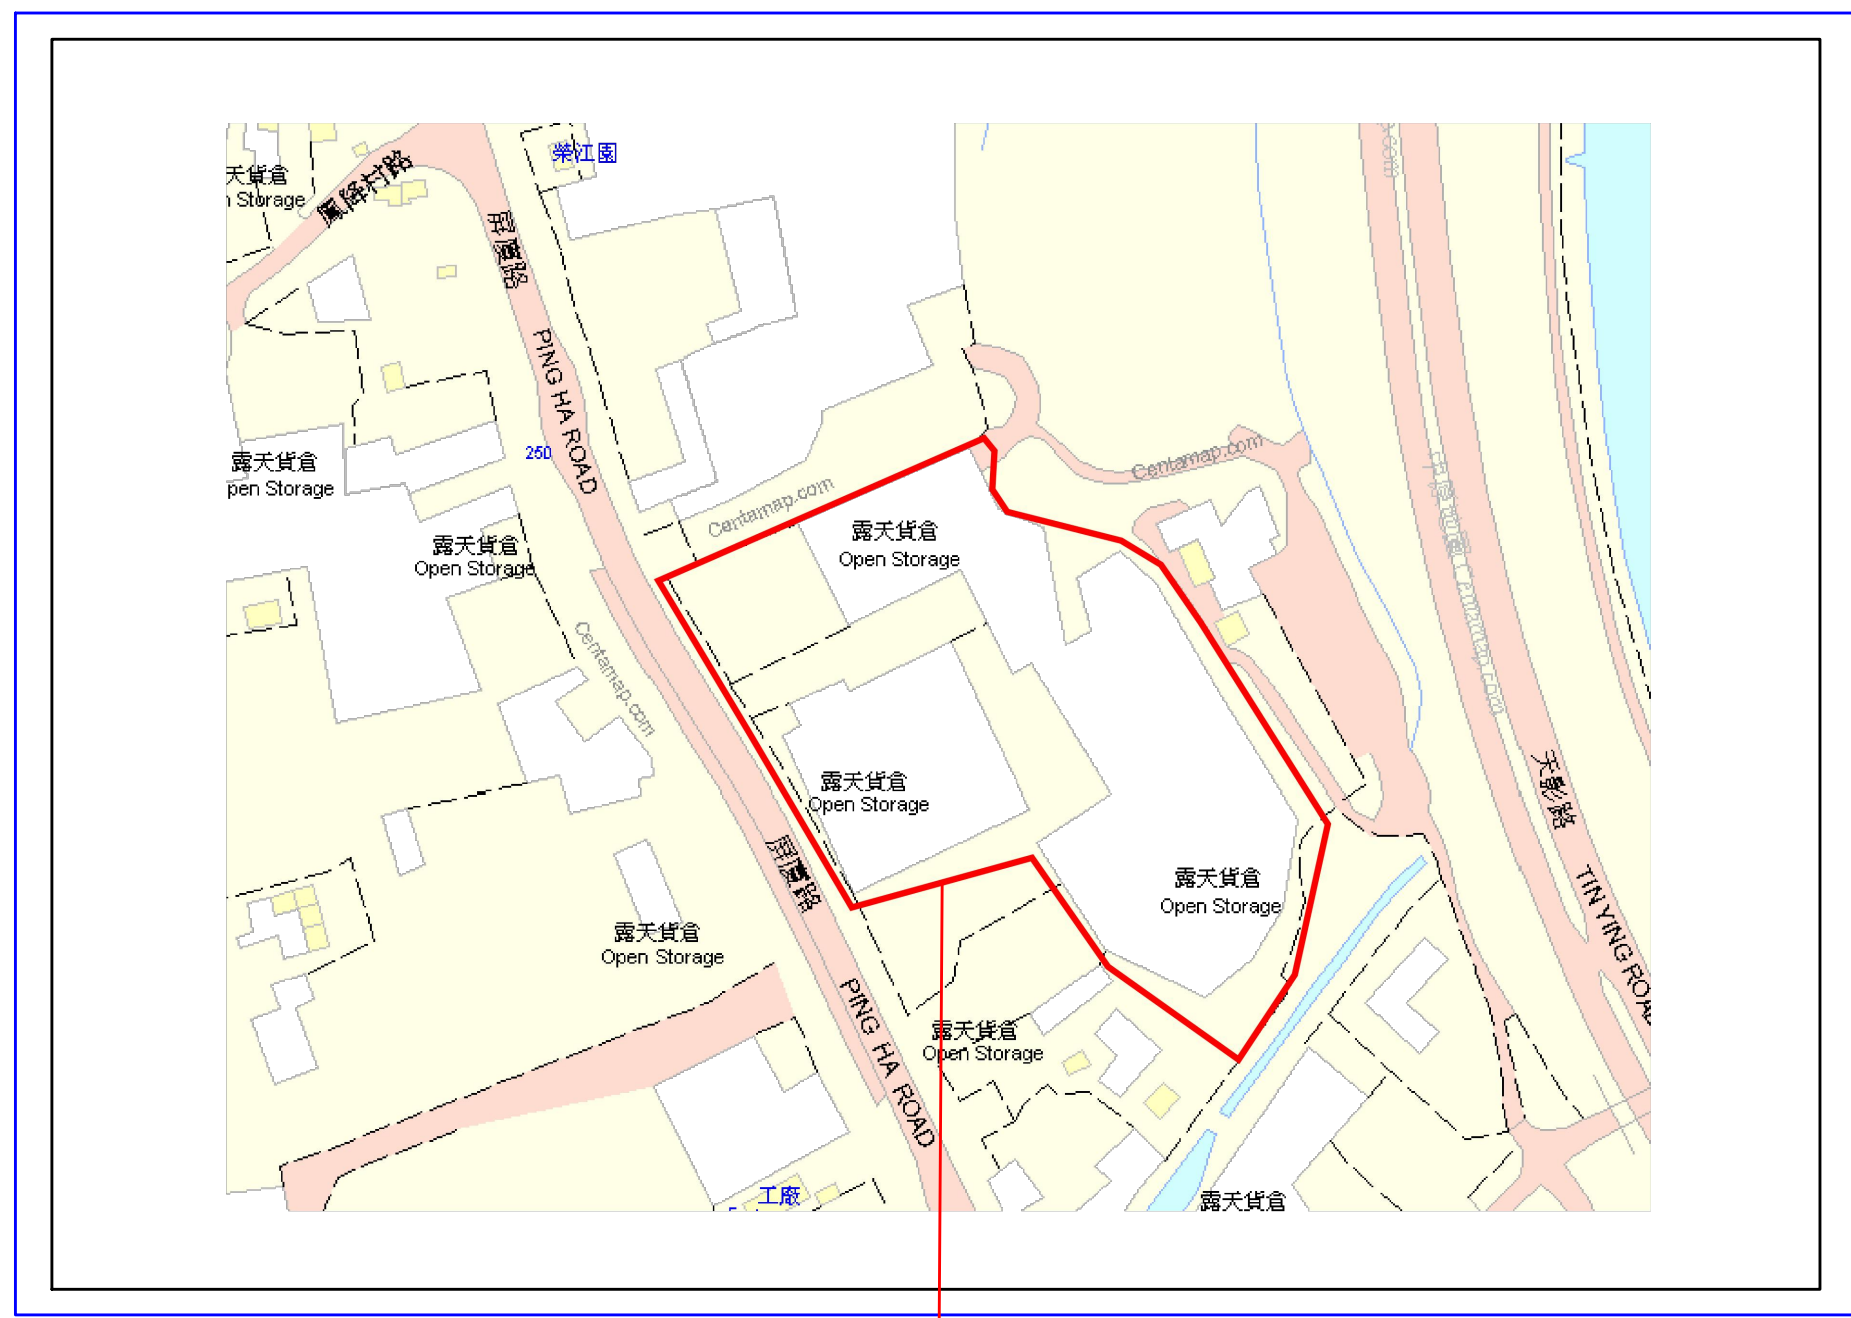 榮江園
天貨倉
Storage
鳳降村路
屏廈路
PING HA ROAD
250
露天貨倉
pen Storage
Centamap.com
Centamap.com
露天貨倉
Open Storage
露天貨倉
Open Storage
Centamap.com
露天貨倉
Open Storage
天影路
屏廈路
露天貨倉
Open Storage
TIN YING ROAD
露天貨倉
Open Storage
PING HA ROAD
露天貨倉
Open Storage
工廠
露天貨倉